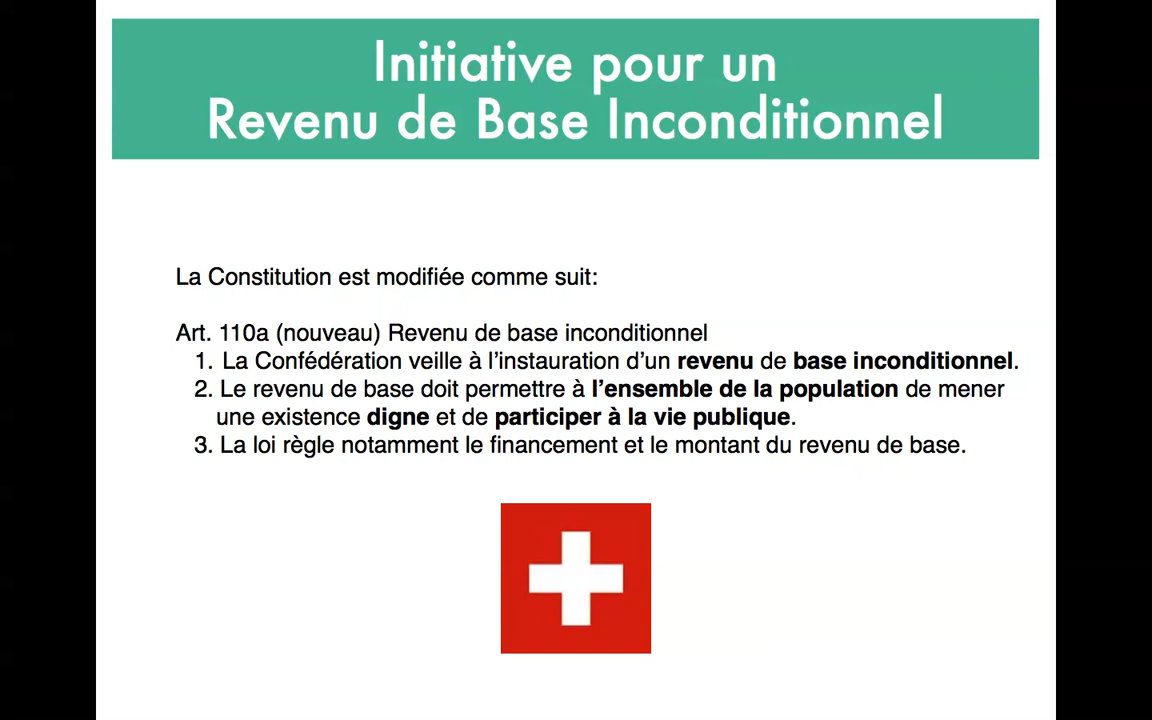 Initiative pour un
Revenu de Base Inconditionnel
La Constitution est modifiée comme suit:
Art. 110a (nouveau) Revenu de base inconditionnel
1. La Confédération veille à l’instauration d’un revenu de base inconditionnel.
2. Le revenu de base doit permettre à l’ensemble de la population de mener
une existence digne et de participer à la vie publique.
3. La loi règle notamment le financement et le montant du revenu de base.